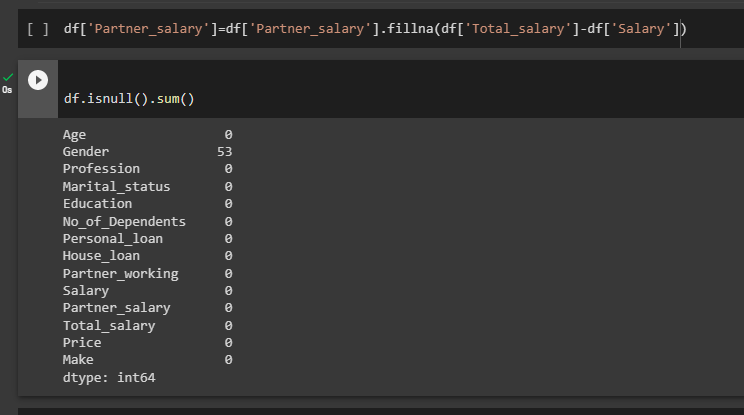 [ ] df['Partner_salary']=df['Partner_salary'].fillna(df['Total_salary']-df['Salary'])
0s
df.isnull().sum()
Age 0
Gender 53
Profession 0
Marital_status 0
Education 0
No_of_Dependents 0
Personal_loan 0
House_loan 0
Partner_working 0
Salary 0
Partner_salary 0
Total_salary 0
Price 0
Make 0
dtype: int64